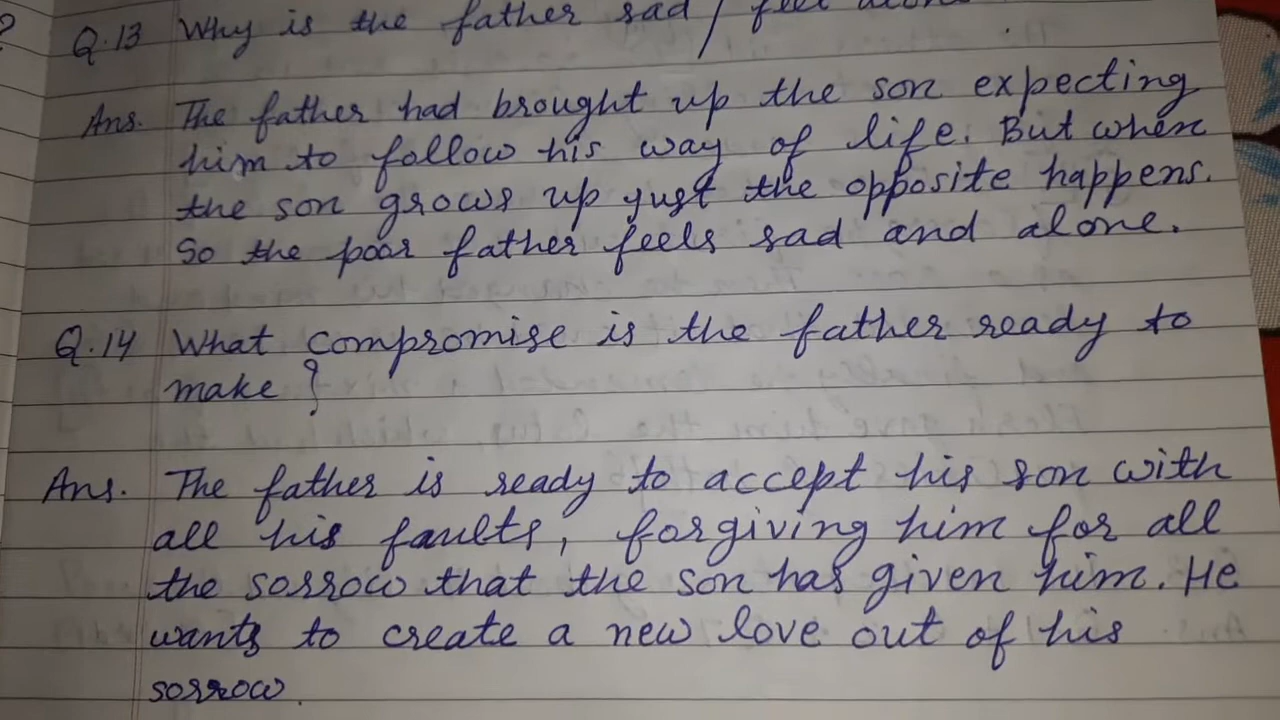 Q.13 Why is the father sad / feel alone
Ans. The father had brought up the son expecting
him to follow his way of life. But when
the son grows up just the opposite happens.
So the poor father feels sad and alone.
Q.14 What compromise is the father ready to
make ?
Ans. The father is ready to accept his son with
all his faults, forgiving him for all
the sorrow that the son has given him. He
wants to create a new love out of his
sorrow.